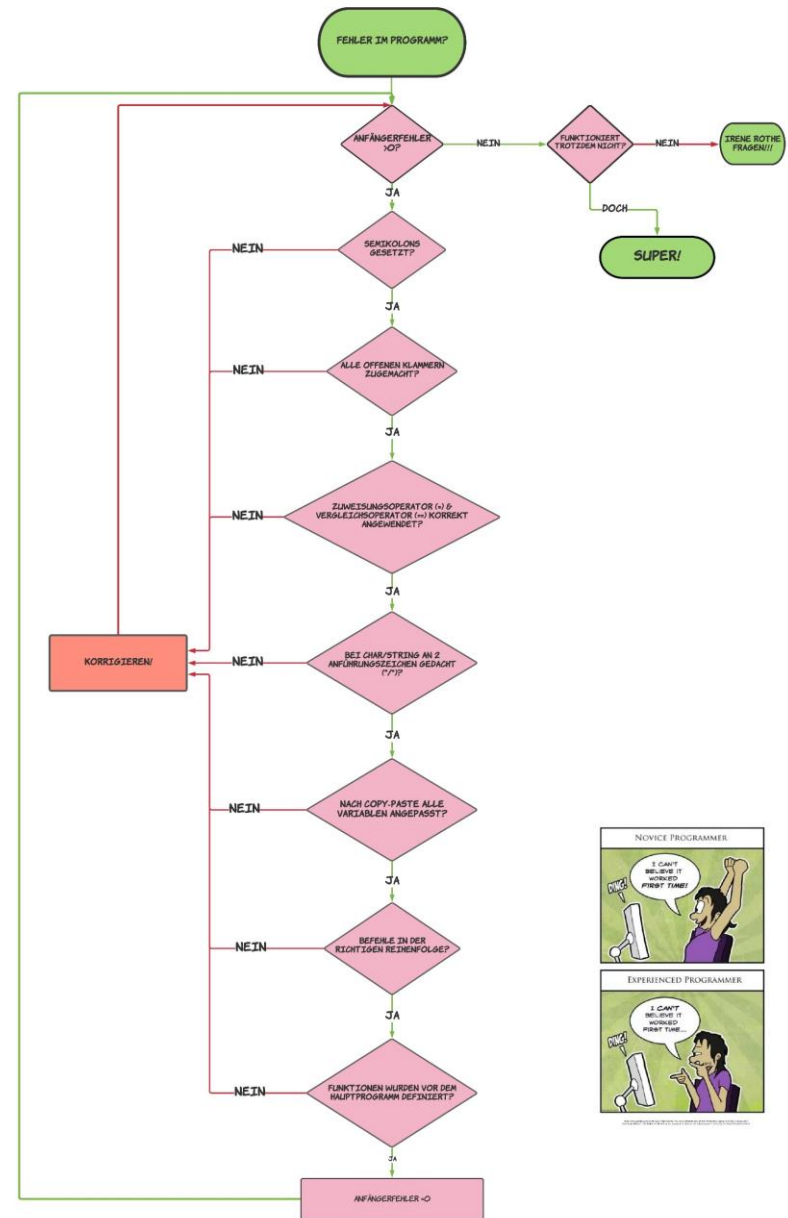 FEHLER IM PROGRAMM?
ANFÄNGERFEHLER
>0?
NEIN
FUNKTIONIERT
TROTZDEM NICHT?
NEIN
IRENE ROTHE
FRAGEN!!!
JA
DOCH
SUPER!
SEMIKOLONS
GESETZT?
NEIN
JA
ALLE OFFENEN KLAMMERN
ZUGEMACHT?
NEIN
JA
ZUWEISUNGSOPERATOR (=) &
VERGLEICHSOPERATOR (==) KORREKT
ANGEWENDET?
NEIN
JA
KORRIGIEREN!
NEIN
BEI CHAR/STRING AN 2
ANFÜHRUNGSZEICHEN GEDACHT
("/")?
JA
NEIN
NACH COPY-PASTE ALLE
VARIABLEN ANGEPASST?
JA
NEIN
BEFEHLE IN DER
RICHTIGEN REIHENFOLGE?
JA
NEIN
FUNKTIONEN WURDEN VOR DEM
HAUPTPROGRAMM DEFINIERT?
JA
ANFÄNGERFEHLER =0
NOVICE PROGRAMMER
I CAN'T
BELIEVE IT
WORKED
FIRST TIME!
DING!
EXPERIENCED PROGRAMMER
I CAN'T
BELIEVE IT
WORKED
FIRST TIME...
DING!